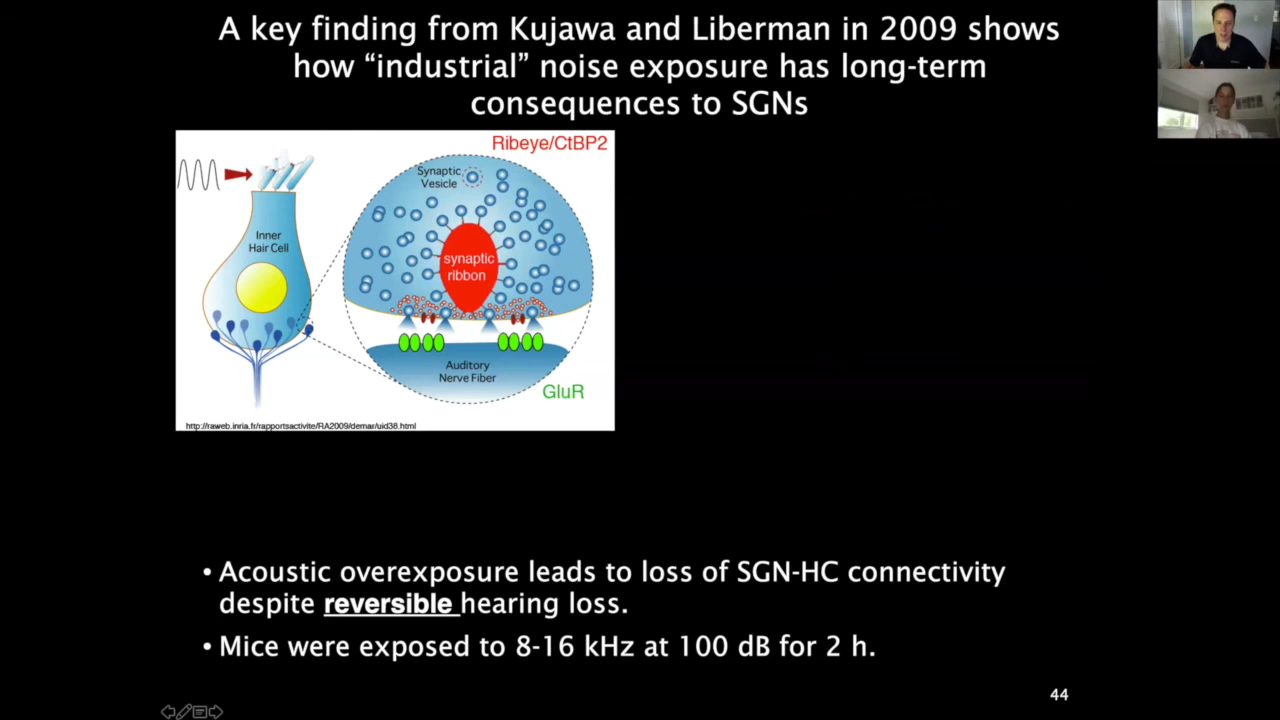 A key finding from Kujawa and Liberman in 2009 shows
how “industrial” noise exposure has long-term
consequences to SGNs
Ribeye/CtBP2
Synaptic
Vesicle
Inner
Hair Cell
synaptic
ribbon
Auditory
Nerve Fiber
GluR
http://raweb.inria.fr/rapportsactivite/RA2009/demar/uid38.html
• Acoustic overexposure leads to loss of SGN-HC connectivity
despite reversible hearing loss.
• Mice were exposed to 8-16 kHz at 100 dB for 2 h.
44